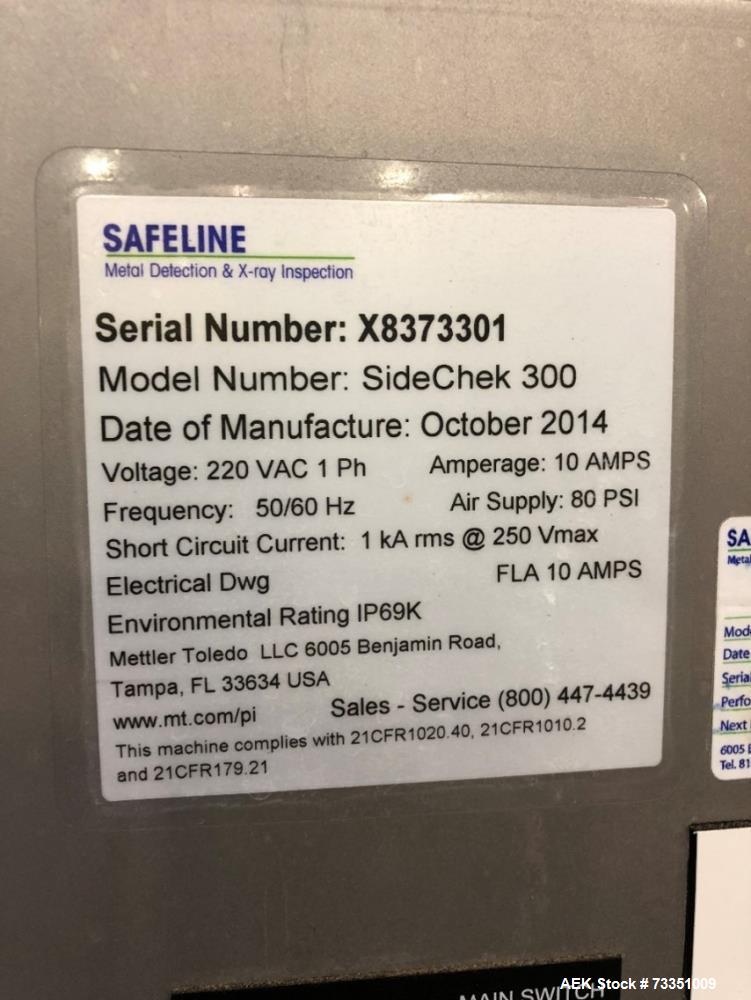 SAFELINE
Metal Detection & X-ray Inspection
Serial Number: X8373301
Model Number: SideChek 300
Date of Manufacture: October 2014
Voltage: 220 VAC 1 Ph Amperage: 10 AMPS
Frequency: 50/60 Hz Air Supply: 80 PSI
Short Circuit Current: 1 kA rms @ 250 Vmax
Electrical Dwg FLA 10 AMPS
Environmental Rating IP69K
Mettler Toledo LLC 6005 Benjamin Road,
Tampa, FL 33634 USA
www.mt.com/pi Sales - Service (800) 447-4439
This machine complies with 21CFR1020.40, 21CFR1010.2
and 21CFR179.21
SA
Metal
Mod
Date
Seria
Perfo
Next
6005
Tel. 81
MAIN SWITCH
AEK Stock # 73351009